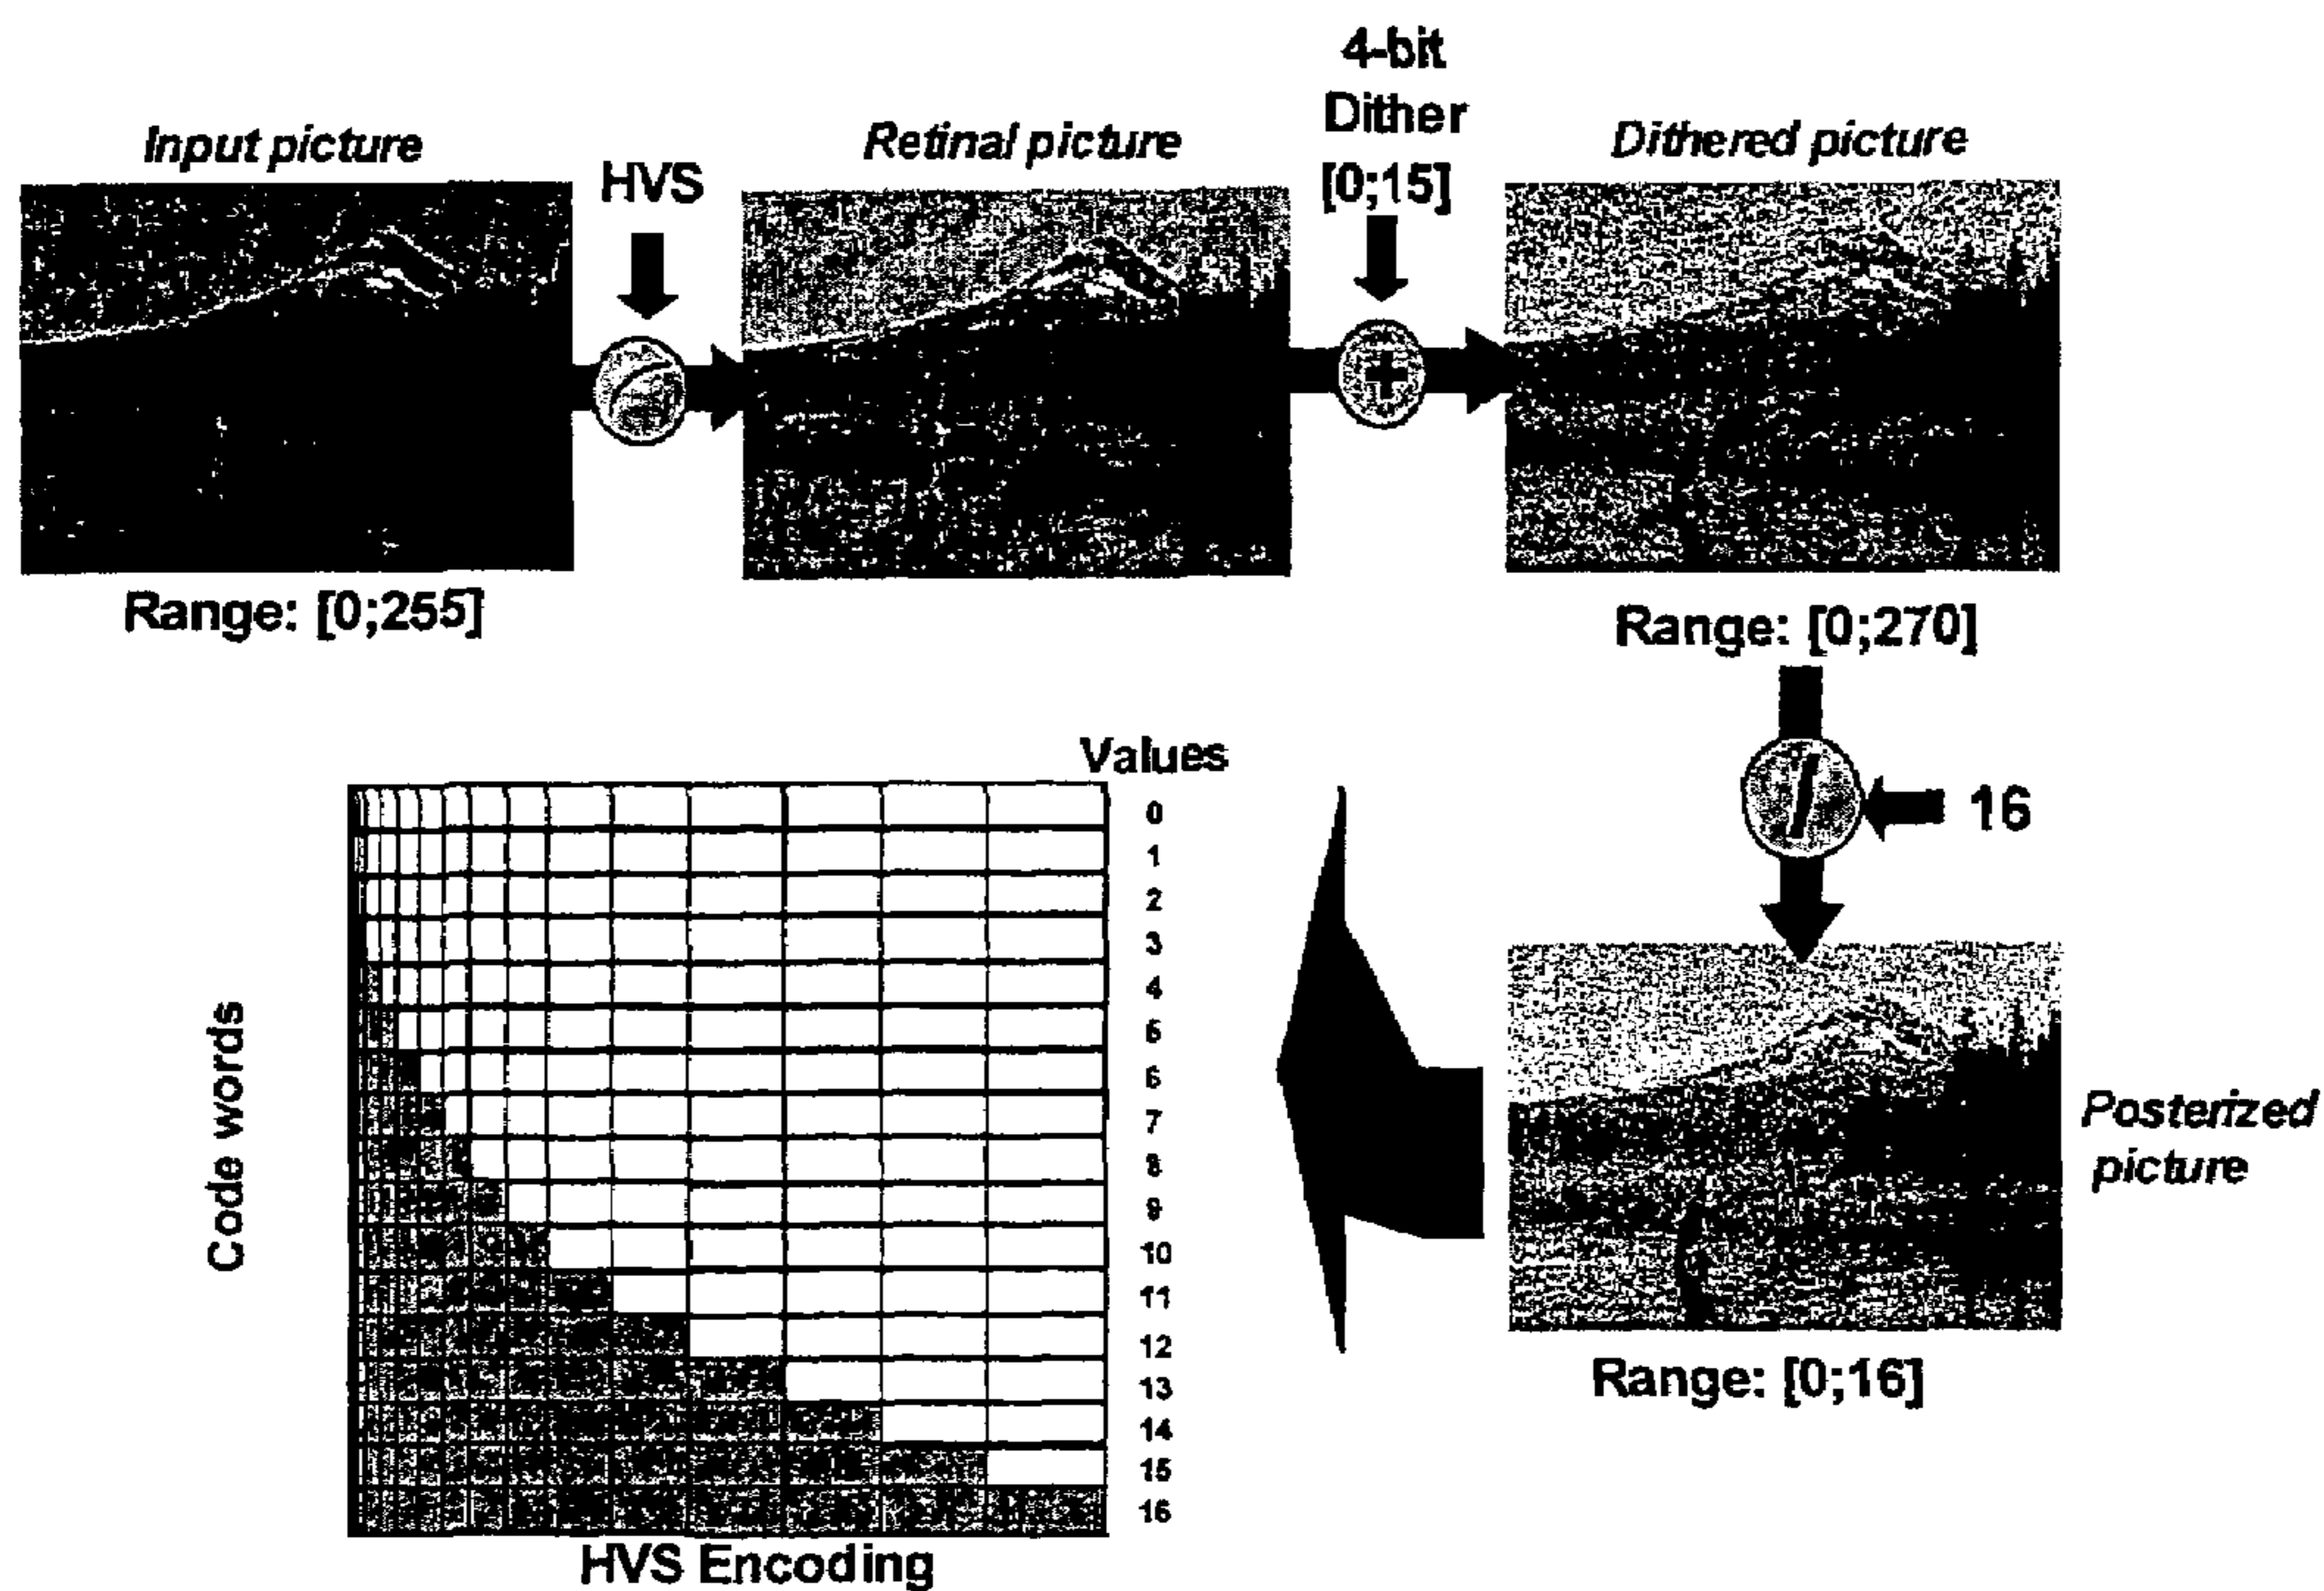 Input picture
HVS
Retinal picture
4-bit
Dither
[0;15]
Dithered picture
Range: [0;255]
Range: [0;270]
16
Values
0
1
2
3
4
5
6
7
8
9
10
11
12
13
14
15
16
Code words
HVS Encoding
Posterized
picture
Range: [0;16]